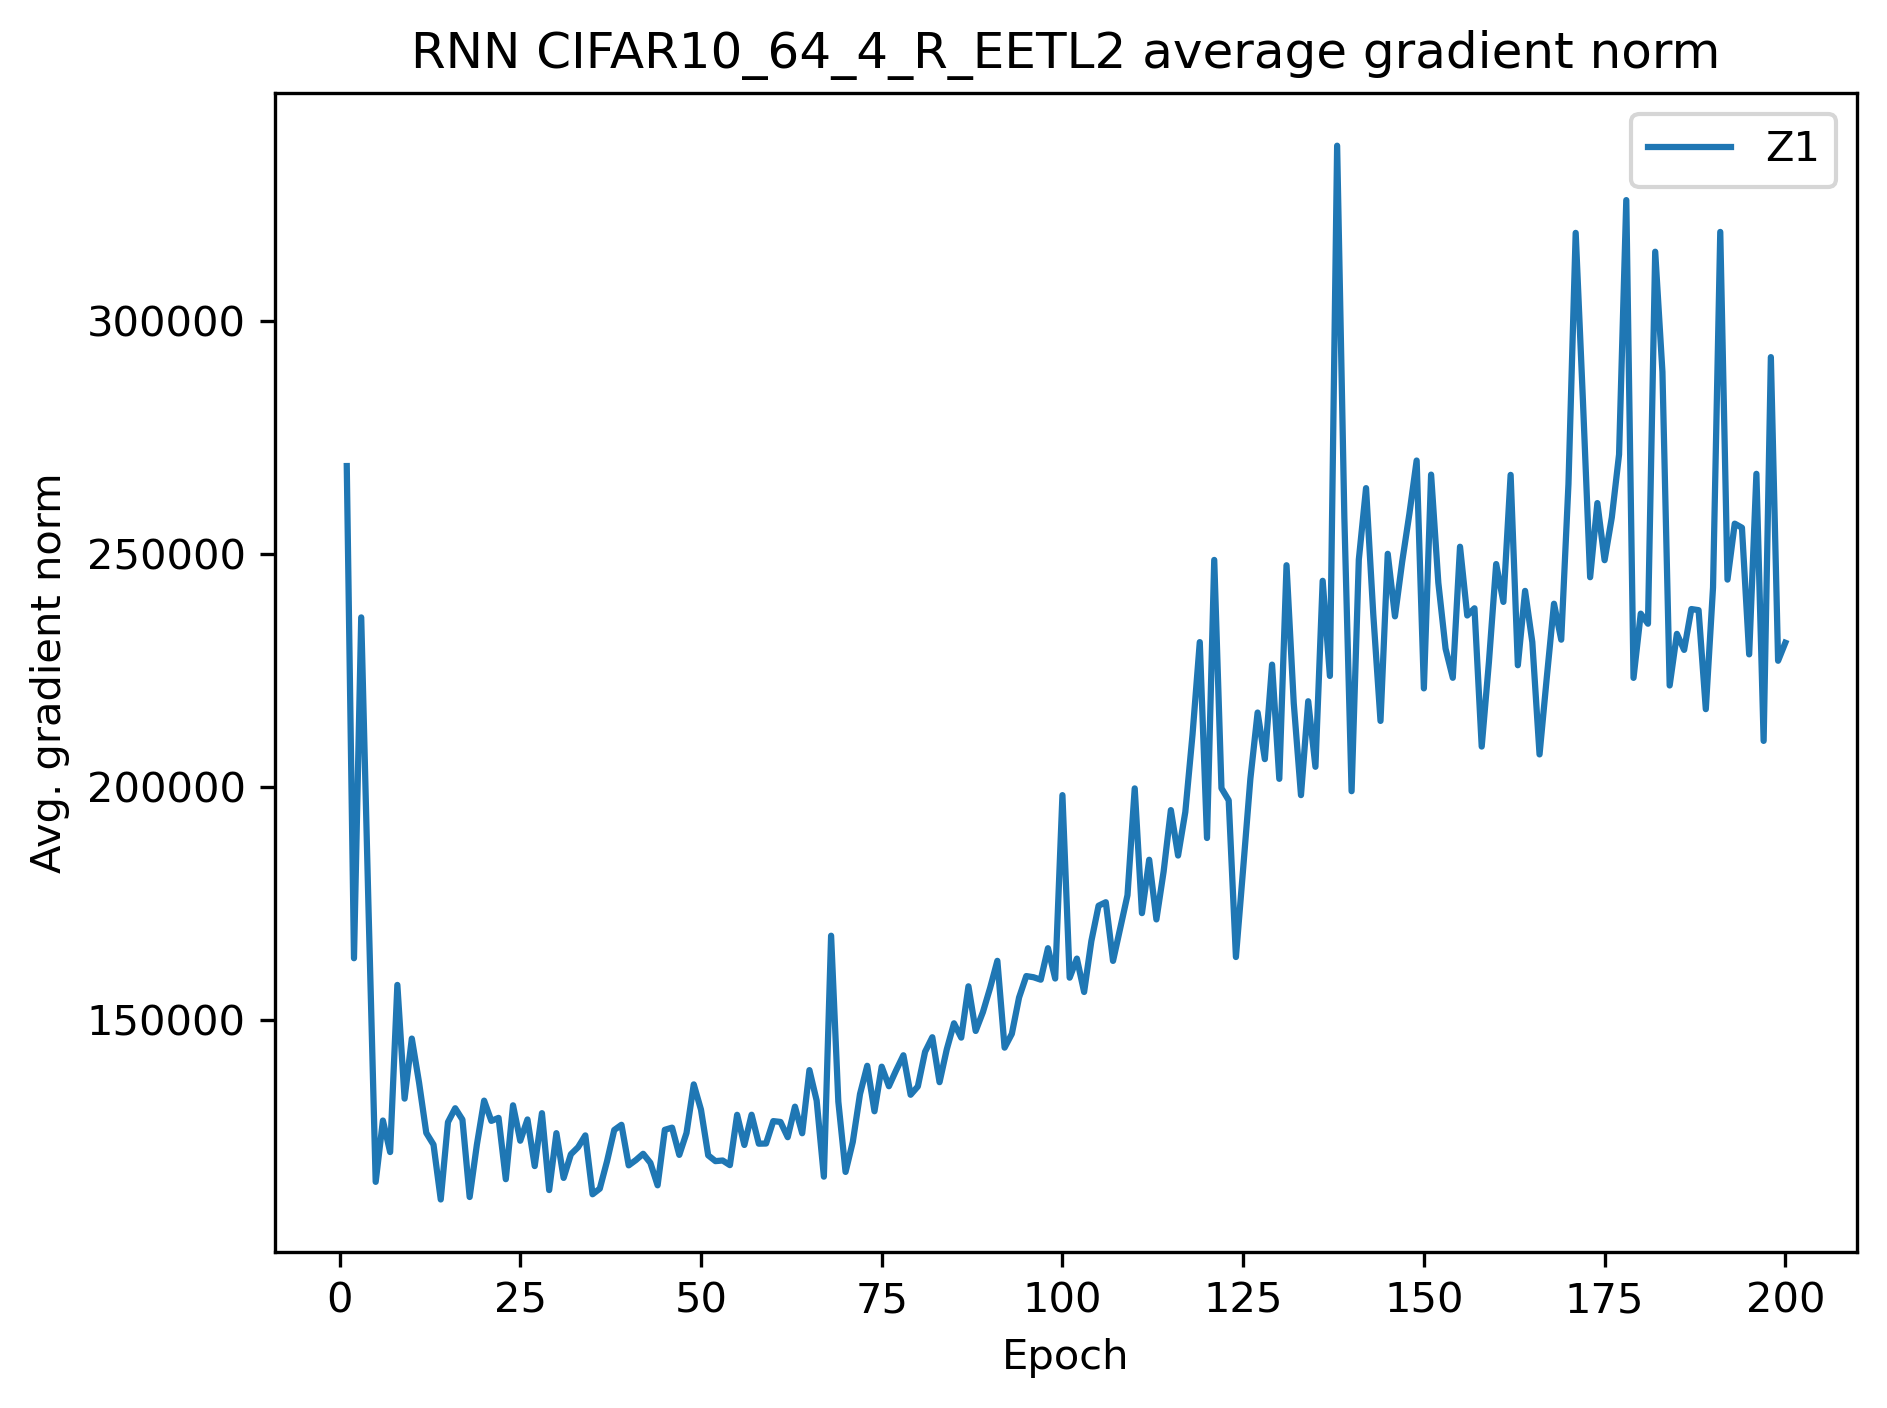 RNN CIFAR10_64_4_R_EETL2 average gradient norm
Z1
Avg. gradient norm
300000
250000
200000
150000
0 25 50 75 100 125 150 175 200
Epoch